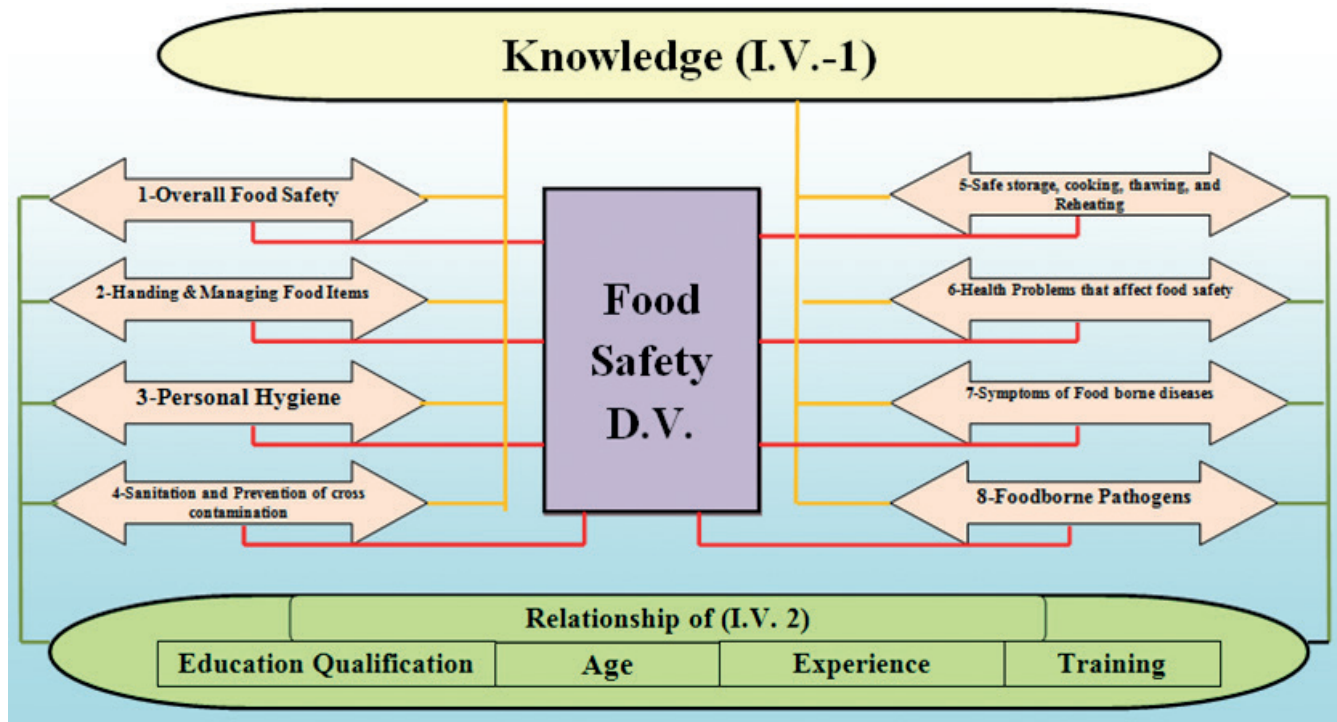 Knowledge (I.V.-1)
1-Overall Food Safety
2-Handing & Managing Food Items
3-Personal Hygiene
4-Sanitation and Prevention of cross
contamination
Food
Safety
D.V.
5-Safe storage, cooking, thawing, and
Reheating
6-Health Problems that affect food safety
7-Symptoms of Food borne diseases
8-Foodborne Pathogens
Relationship of (I.V. 2)
Education Qualification
Age
Experience
Training